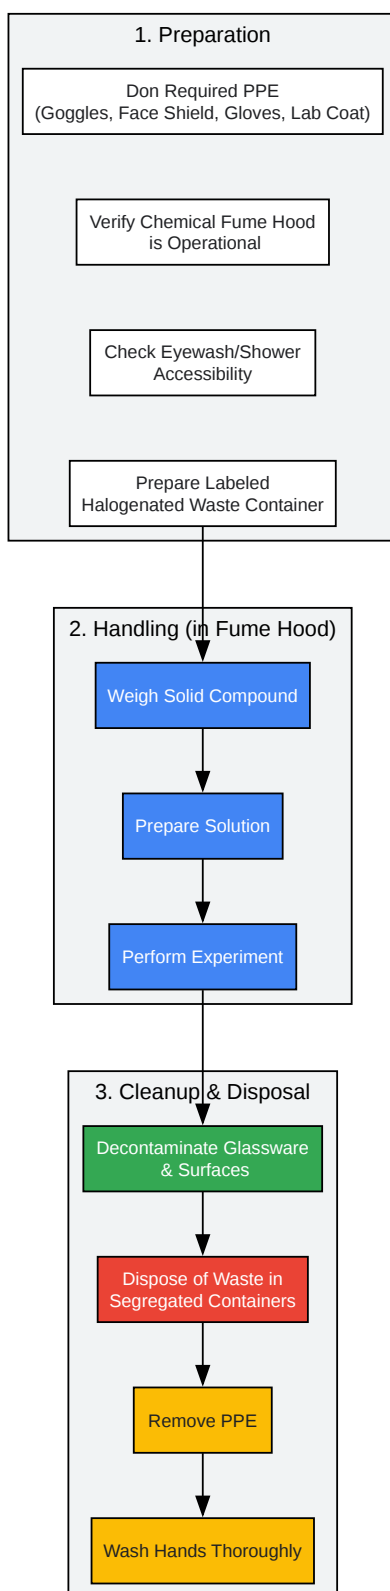 1. Preparation
Don Required PPE
(Goggles, Face Shield, Gloves, Lab Coat)
Verify Chemical Fume Hood
is Operational
Check Eyewash/Shower
Accessibility
Prepare Labeled
Halogenated Waste Container
2. Handling (in Fume Hood)
Weigh Solid Compound
Prepare Solution
Perform Experiment
3. Cleanup & Disposal
Decontaminate Glassware
& Surfaces
Dispose of Waste in
Segregated Containers
Remove PPE
Wash Hands Thoroughly